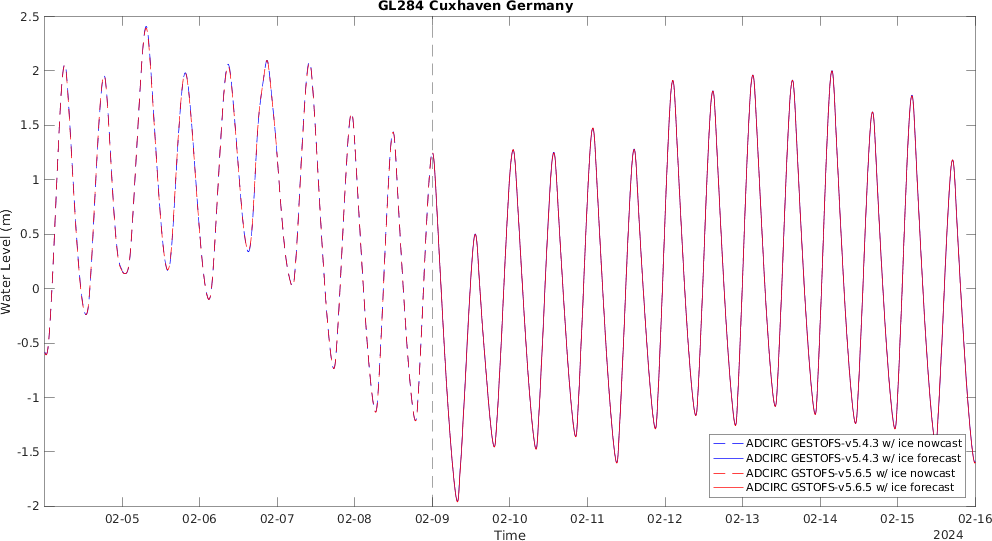 GL284 Cuxhaven Germany
2.5
2
1.5
1
0.5
0
-0.5
-1
-1.5
-2
Water Level (m)
ADCIRC GESTOFS-v5.4.3 w/ ice nowcast
ADCIRC GESTOFS-v5.4.3 w/ ice forecast
ADCIRC GSTOFS-v5.6.5 w/ ice nowcast
ADCIRC GSTOFS-v5.6.5 w/ ice forecast
02-05 02-06 02-07 02-08 02-09 02-10 02-11 02-12 02-13 02-14 02-15 02-16
Time
2024